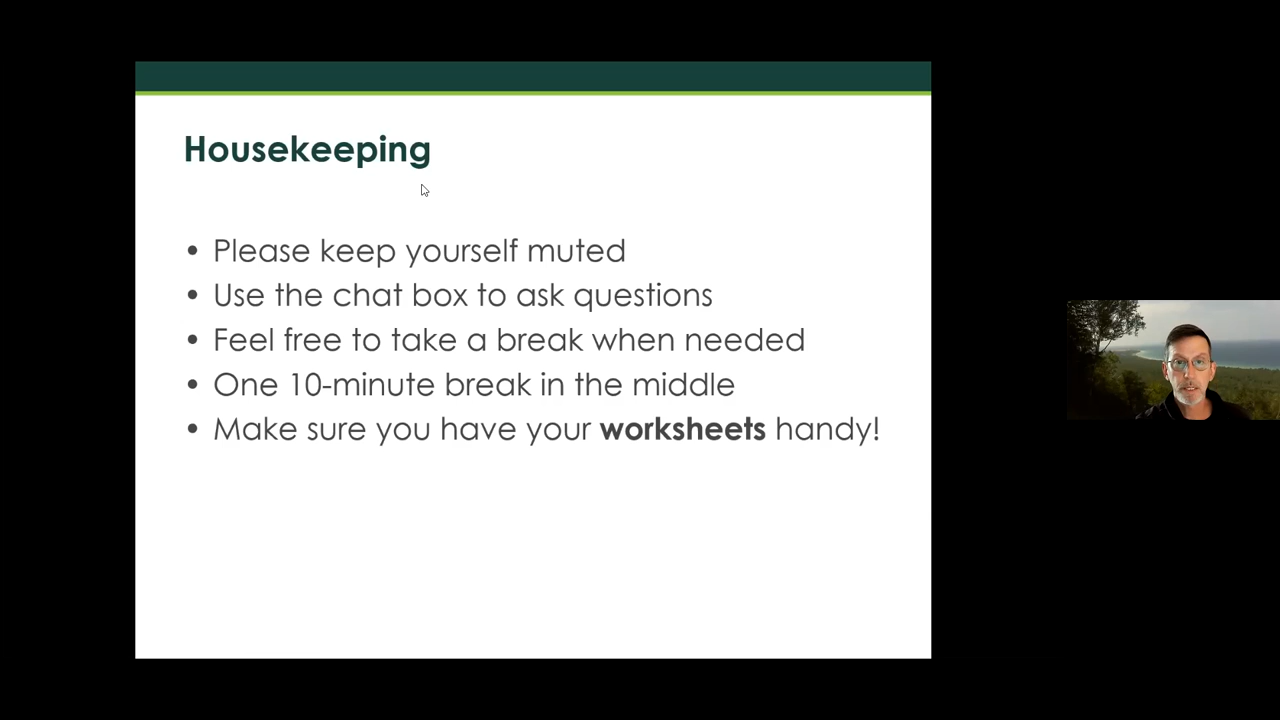 Housekeeping
• Please keep yourself muted
• Use the chat box to ask questions
• Feel free to take a break when needed
• One 10-minute break in the middle
• Make sure you have your worksheets handy!